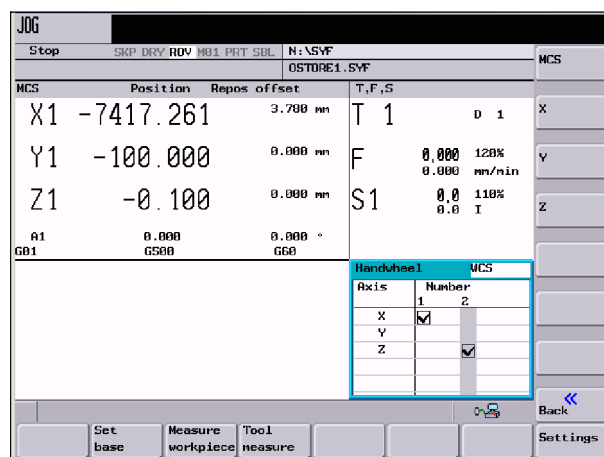 JOG
Stop SKP DRY ROV M01 PRT SBL N:\SYF
OSTORE1.SYF
MCS
MCS Position Repos offset T,F,S
X1 -7417.261 3.780 mm T 1 D 1
X
Y1 -100.000 0.000 mm F 0,000 120%
0.000 mm/min
Y
Z1 -0.100 0.000 mm S1 0,0 110%
0.0 I
Z
A1 0.000 0.000 °
G01 G500 G60
Handwheel WCS
Axis Number
1 2
X
Y
Z
Back
Set base
Measure workpiece
Tool measure
Settings